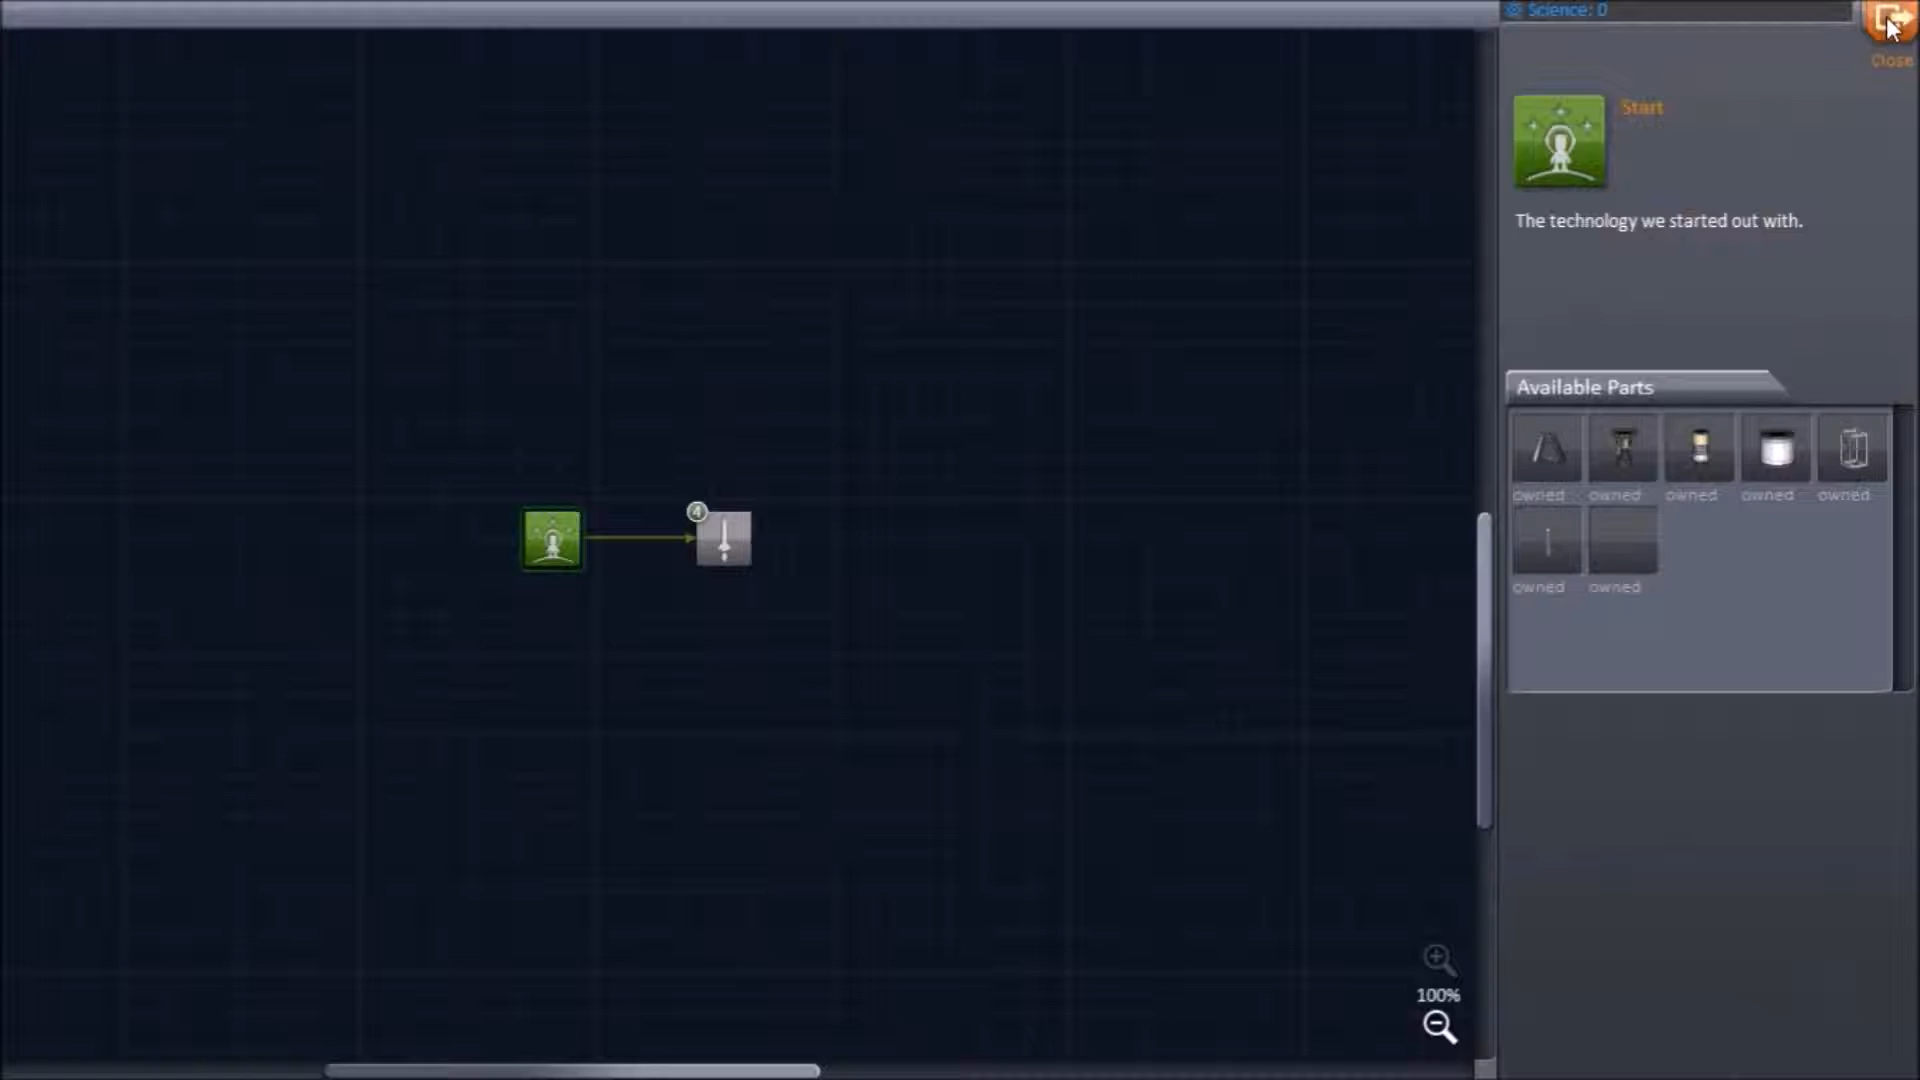 Science: 0
Close
Start
The technology we started out with.
Available Parts
owned owned owned owned owned
owned owned
4
100%